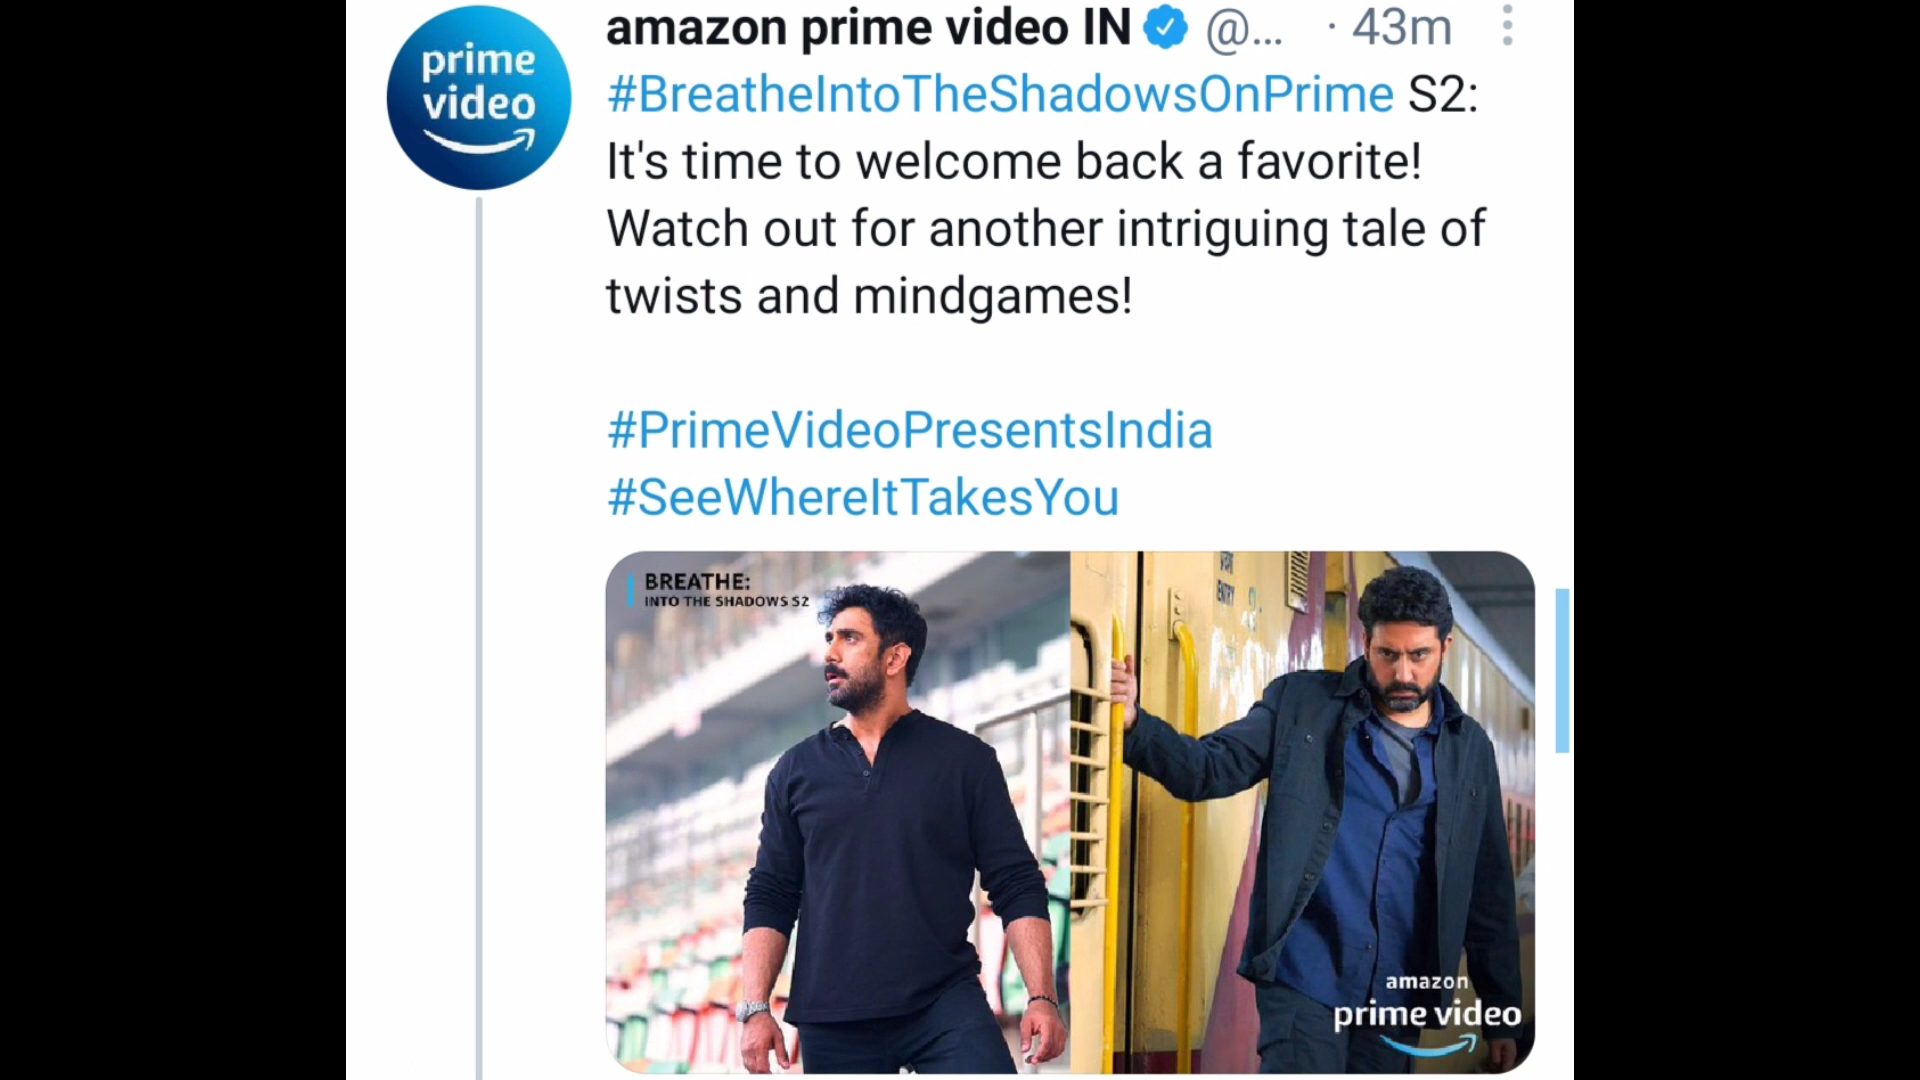 prime
video
amazon prime video IN @... · 43m
#BreatheIntoTheShadowsOnPrime S2:
It's time to welcome back a favorite!
Watch out for another intriguing tale of
twists and mindgames!
#PrimeVideoPresentsIndia
#SeeWhereItTakesYou
BREATHE:
INTO THE SHADOWS S2
ENTRY
amazon
prime video